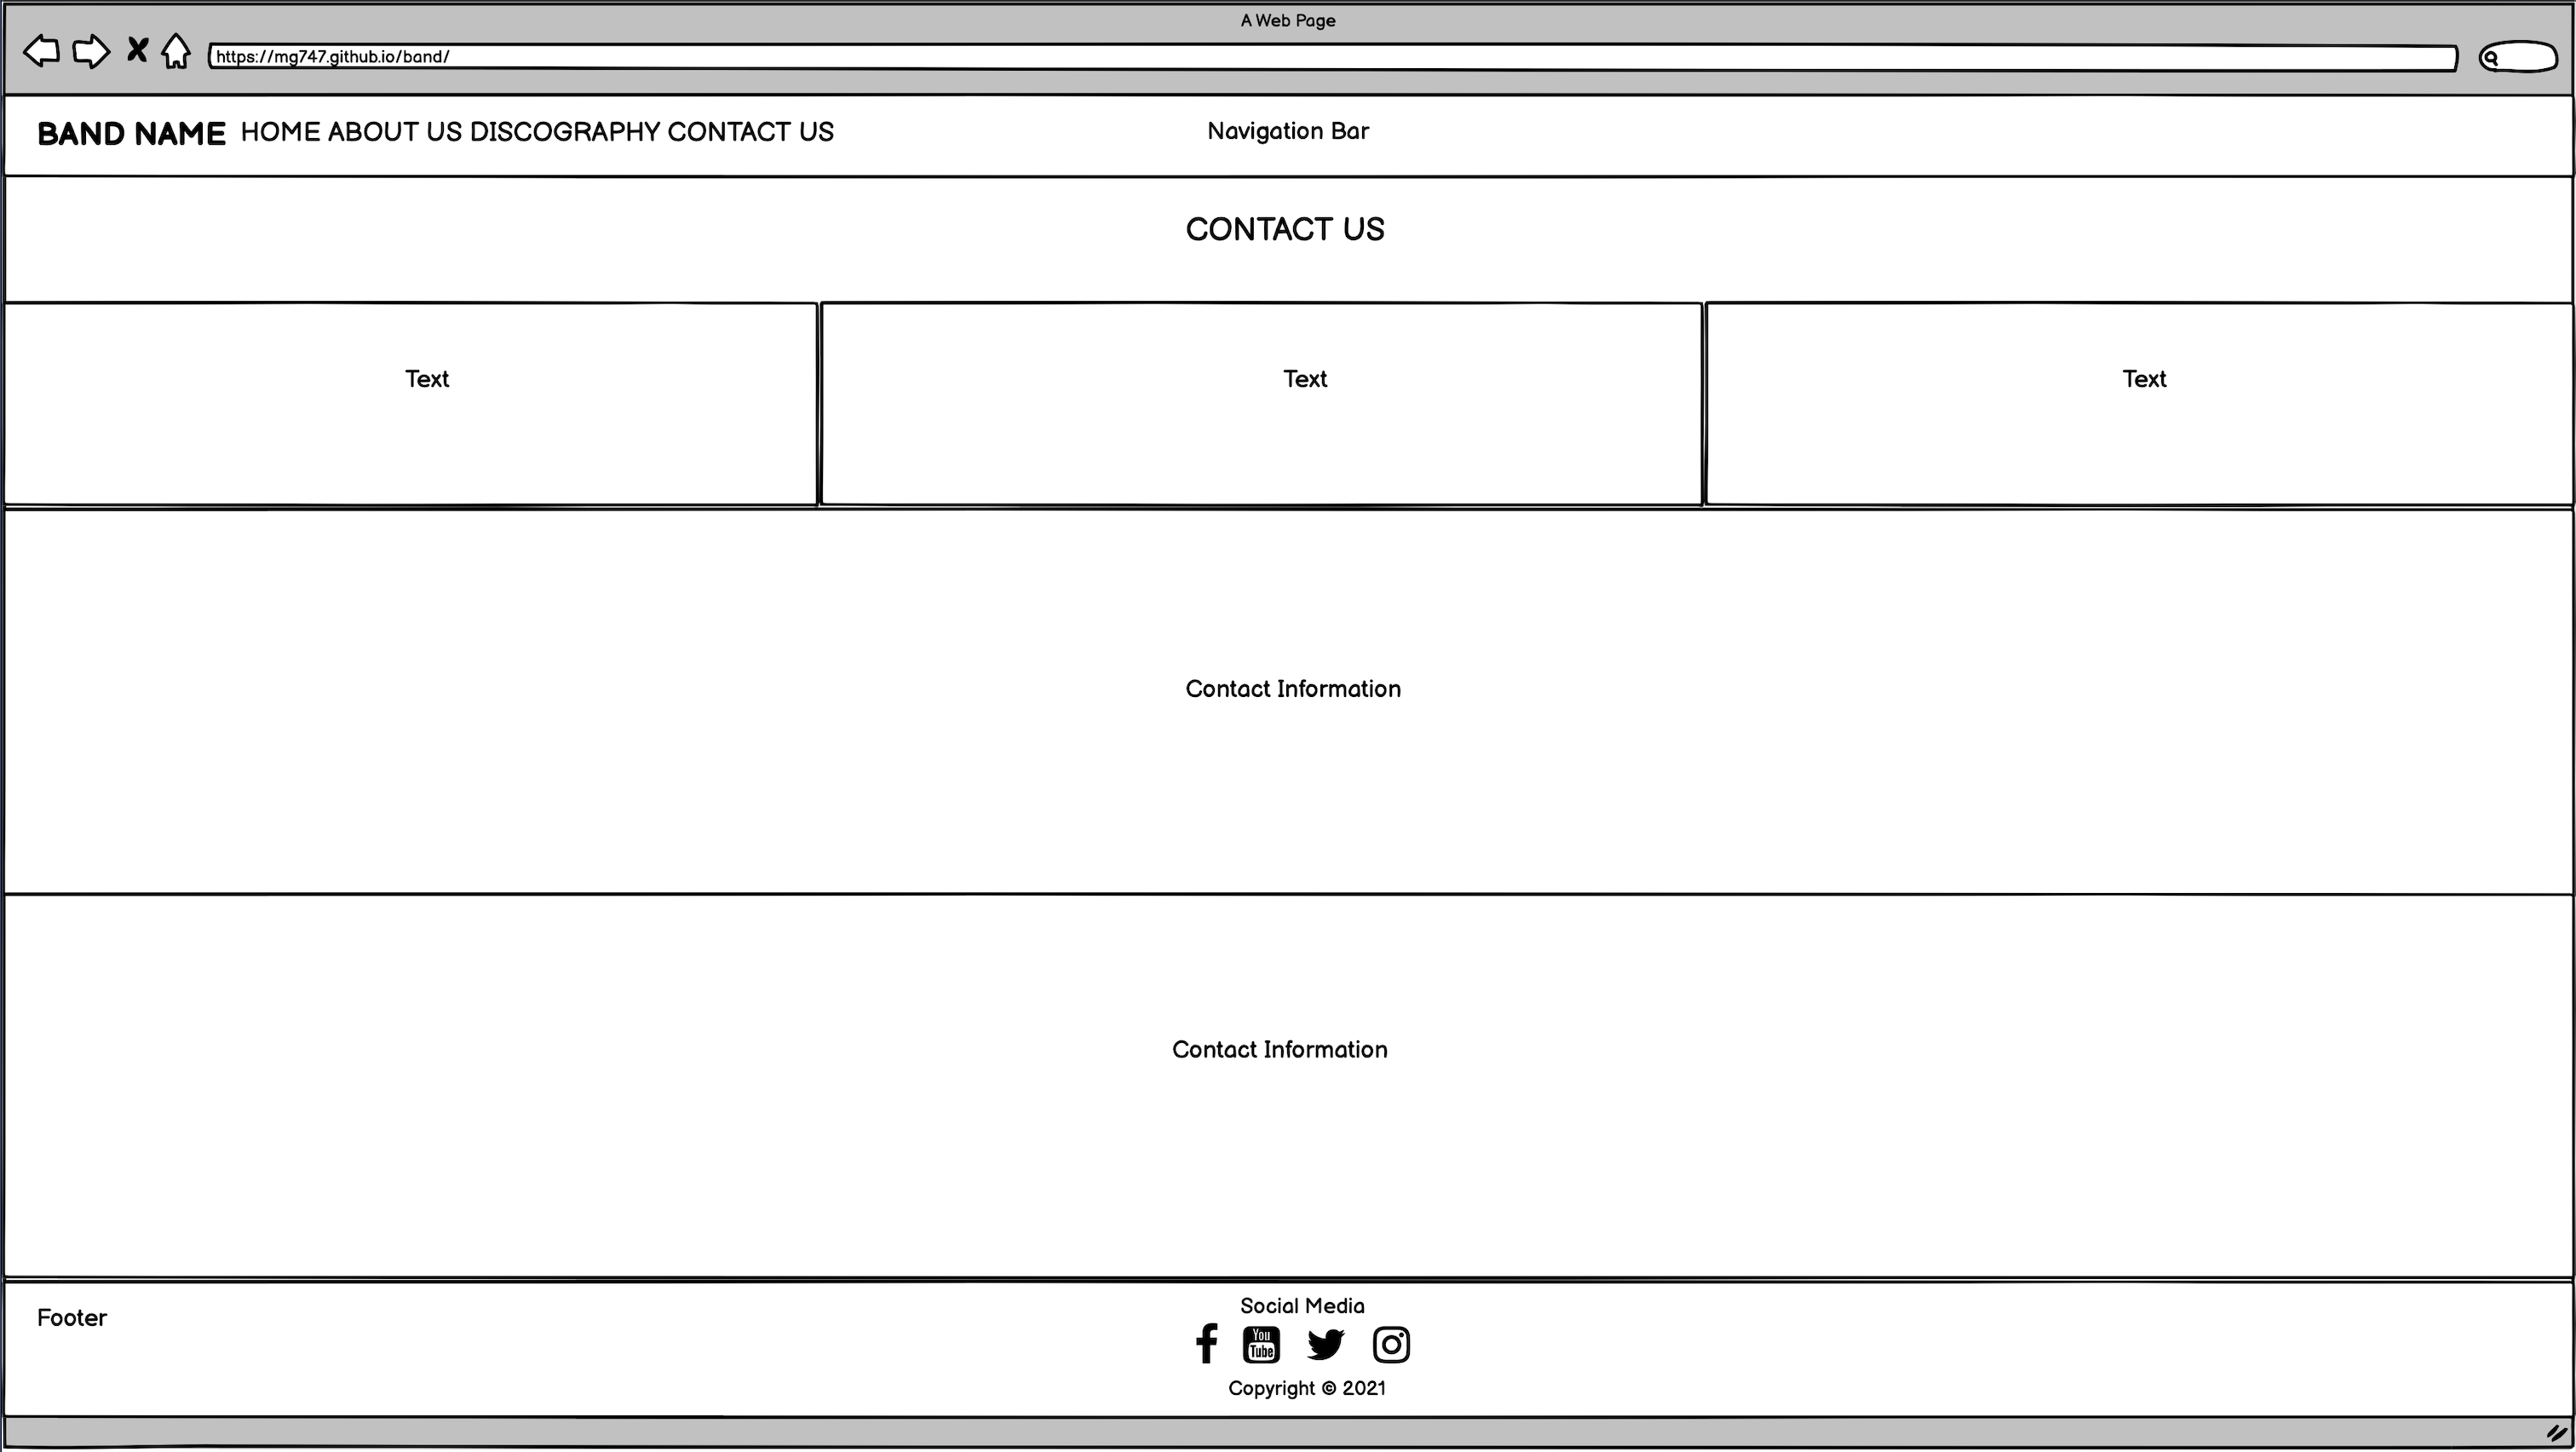 A Web Page
https://mg747.github.io/band/
BAND NAME HOME ABOUT US DISCOGRAPHY CONTACT US Navigation Bar
CONTACT US
Text Text Text
Contact Information
Contact Information
Footer
Social Media
You
Tube
Copyright © 2021